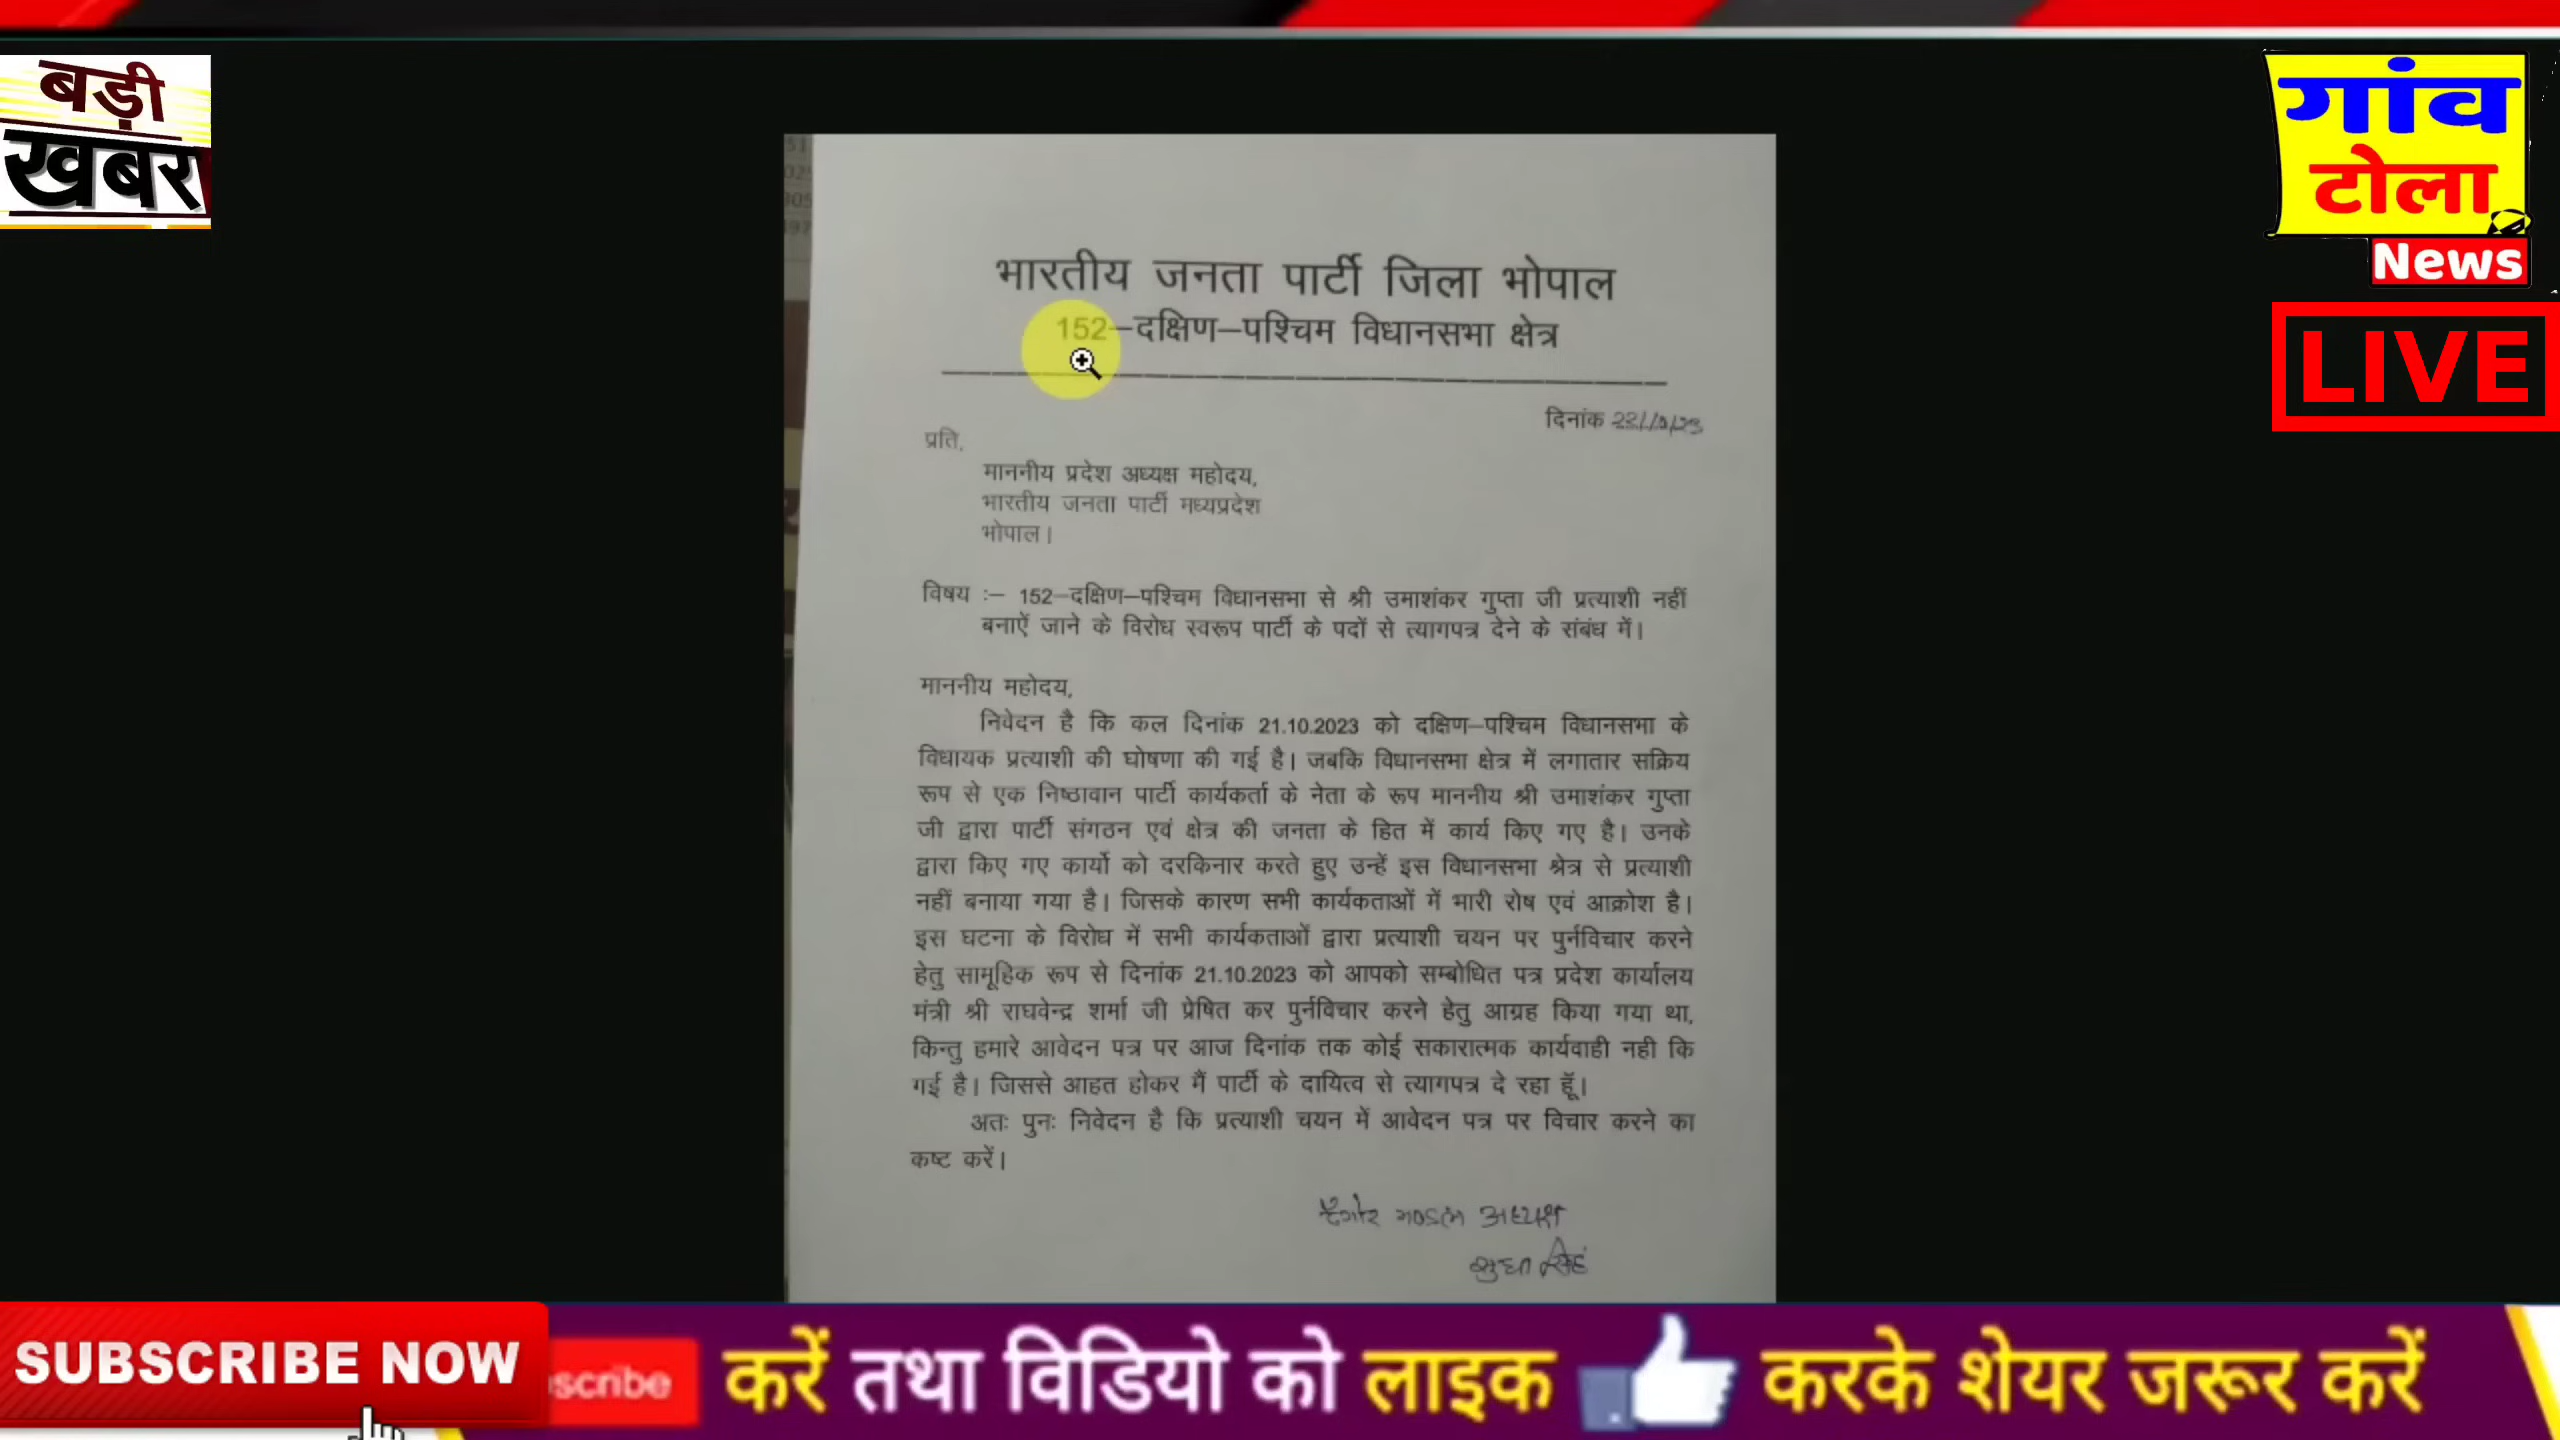 बड़ी
खबर
गांव
टोला
News
LIVE
भारतीय जनता पार्टी जिला भोपाल
152–दक्षिण–पश्चिम विधानसभा क्षेत्र
दिनांक
प्रति,
माननीय प्रदेश अध्यक्ष महोदय,
भारतीय जनता पार्टी मध्यप्रदेश
भोपाल।
विषय :– 152–दक्षिण–पश्चिम विधानसभा से श्री उमाशंकर गुप्ता जी प्रत्याशी नहीं
बनाऐं जाने के विरोध स्वरूप पार्टी के पदों से त्यागपत्र देने के संबंध में।
माननीय महोदय,
निवेदन है कि कल दिनांक 21.10.2023 को दक्षिण–पश्चिम विधानसभा के
विधायक प्रत्याशी की घोषणा की गई है। जबकि विधानसभा क्षेत्र में लगातार सक्रिय
रूप से एक निष्ठावान पार्टी कार्यकर्ता के नेता के रूप माननीय श्री उमाशंकर गुप्ता
जी द्वारा पार्टी संगठन एवं क्षेत्र की जनता के हित में कार्य किए गए है। उनके
द्वारा किए गए कार्यो को दरकिनार करते हुए उन्हें इस विधानसभा श्रेत्र से प्रत्याशी
नहीं बनाया गया है। जिसके कारण सभी कार्यकताओं में भारी रोष एवं आक्रोश है।
इस घटना के विरोध में सभी कार्यकताओं द्वारा प्रत्याशी चयन पर पुर्नविचार करने
हेतु सामूहिक रूप से दिनांक 21.10.2023 को आपको सम्बोधित पत्र प्रदेश कार्यालय
मंत्री श्री राघवेन्द्र शर्मा जी प्रेषित कर पुर्नविचार करने हेतु आग्रह किया गया था,
किन्तु हमारे आवेदन पत्र पर आज दिनांक तक कोई सकारात्मक कार्यवाही नही कि
गई है। जिससे आहत होकर मैं पार्टी के दायित्व से त्यागपत्र दे रहा हूॅं।
अतः पुनः निवेदन है कि प्रत्याशी चयन में आवेदन पत्र पर विचार करने का
कष्ट करें।
मण्डल अध्यक्ष
SUBSCRIBE NOW
scribe करें तथा विडियो को लाइक करके शेयर जरूर करें